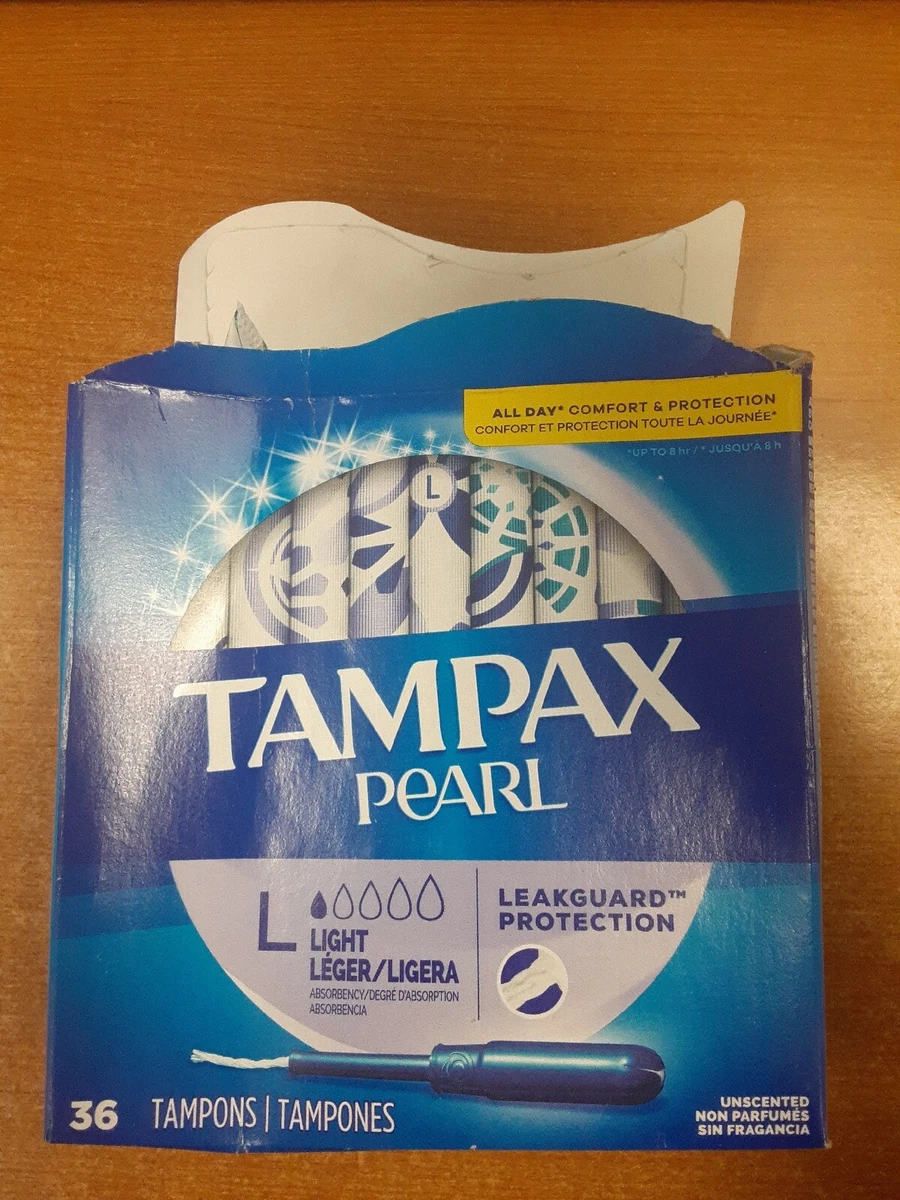 ALL DAY* COMFORT & PROTECTION
CONFORT ET PROTECTION TOUTE LA JOURNÉE*
*UP TO 8 hr / * JUSQU'À 8 h
L
TAMPAX
PEARL
L
LIGHT
LÉGER/LIGERA
ABSORBENCY/DEGRÉ D'ABSORPTION
ABSORBENCIA
LEAKGUARD™
PROTECTION
36 TAMPONS | TAMPONES
UNSCENTED
NON PARFUMÉS
SIN FRAGANCIA